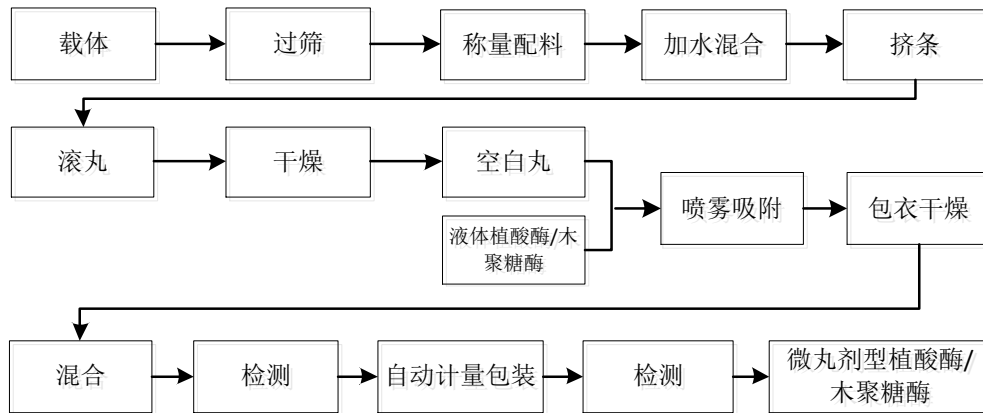 载体
过筛
称量配料
加水混合
挤条
滚丸
干燥
空白丸
液体植酸酶/木
聚糖酶
喷雾吸附
包衣干燥
混合
检测
自动计量包装
检测
微丸剂型植酸酶/
木聚糖酶